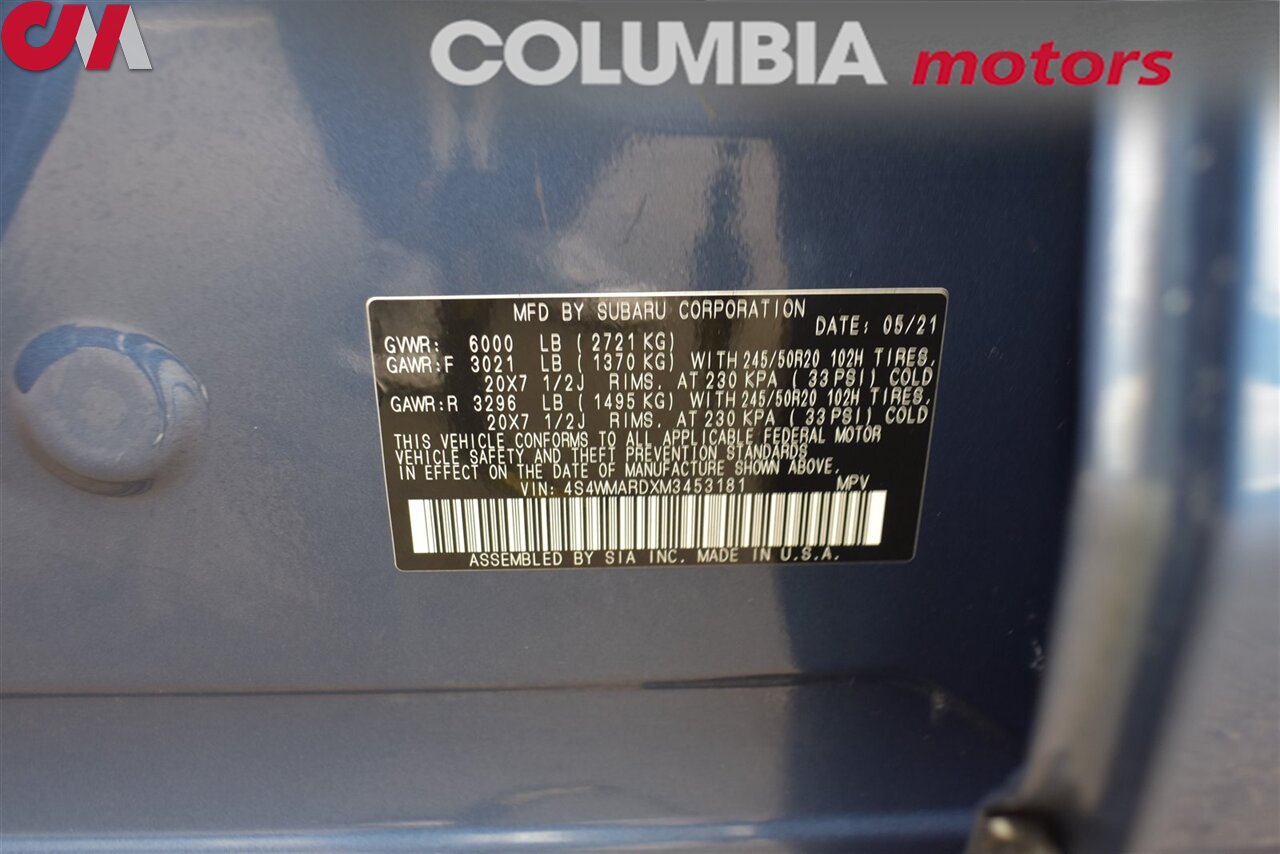 CM
COLUMBIA motors
MFD BY SUBARU CORPORATION DATE: 05/21
GVWR: 6000 LB ( 2721 KG)
GAWR:F 3021 LB ( 1370 KG) WITH 245/50R20 102H TIRES,
20X7 1/2J RIMS, AT 230 KPA ( 33 PSI) COLD
GAWR:R 3296 LB ( 1495 KG) WITH 245/50R20 102H TIRES,
20X7 1/2J RIMS, AT 230 KPA ( 33 PSI) COLD
THIS VEHICLE CONFORMS TO ALL APPLICABLE FEDERAL MOTOR
VEHICLE SAFETY AND THEFT PREVENTION STANDARDS
IN EFFECT ON THE DATE OF MANUFACTURE SHOWN ABOVE.
VIN: 4S4WMARDXM3453181 MPV
ASSEMBLED BY SIA INC. MADE IN U.S.A.